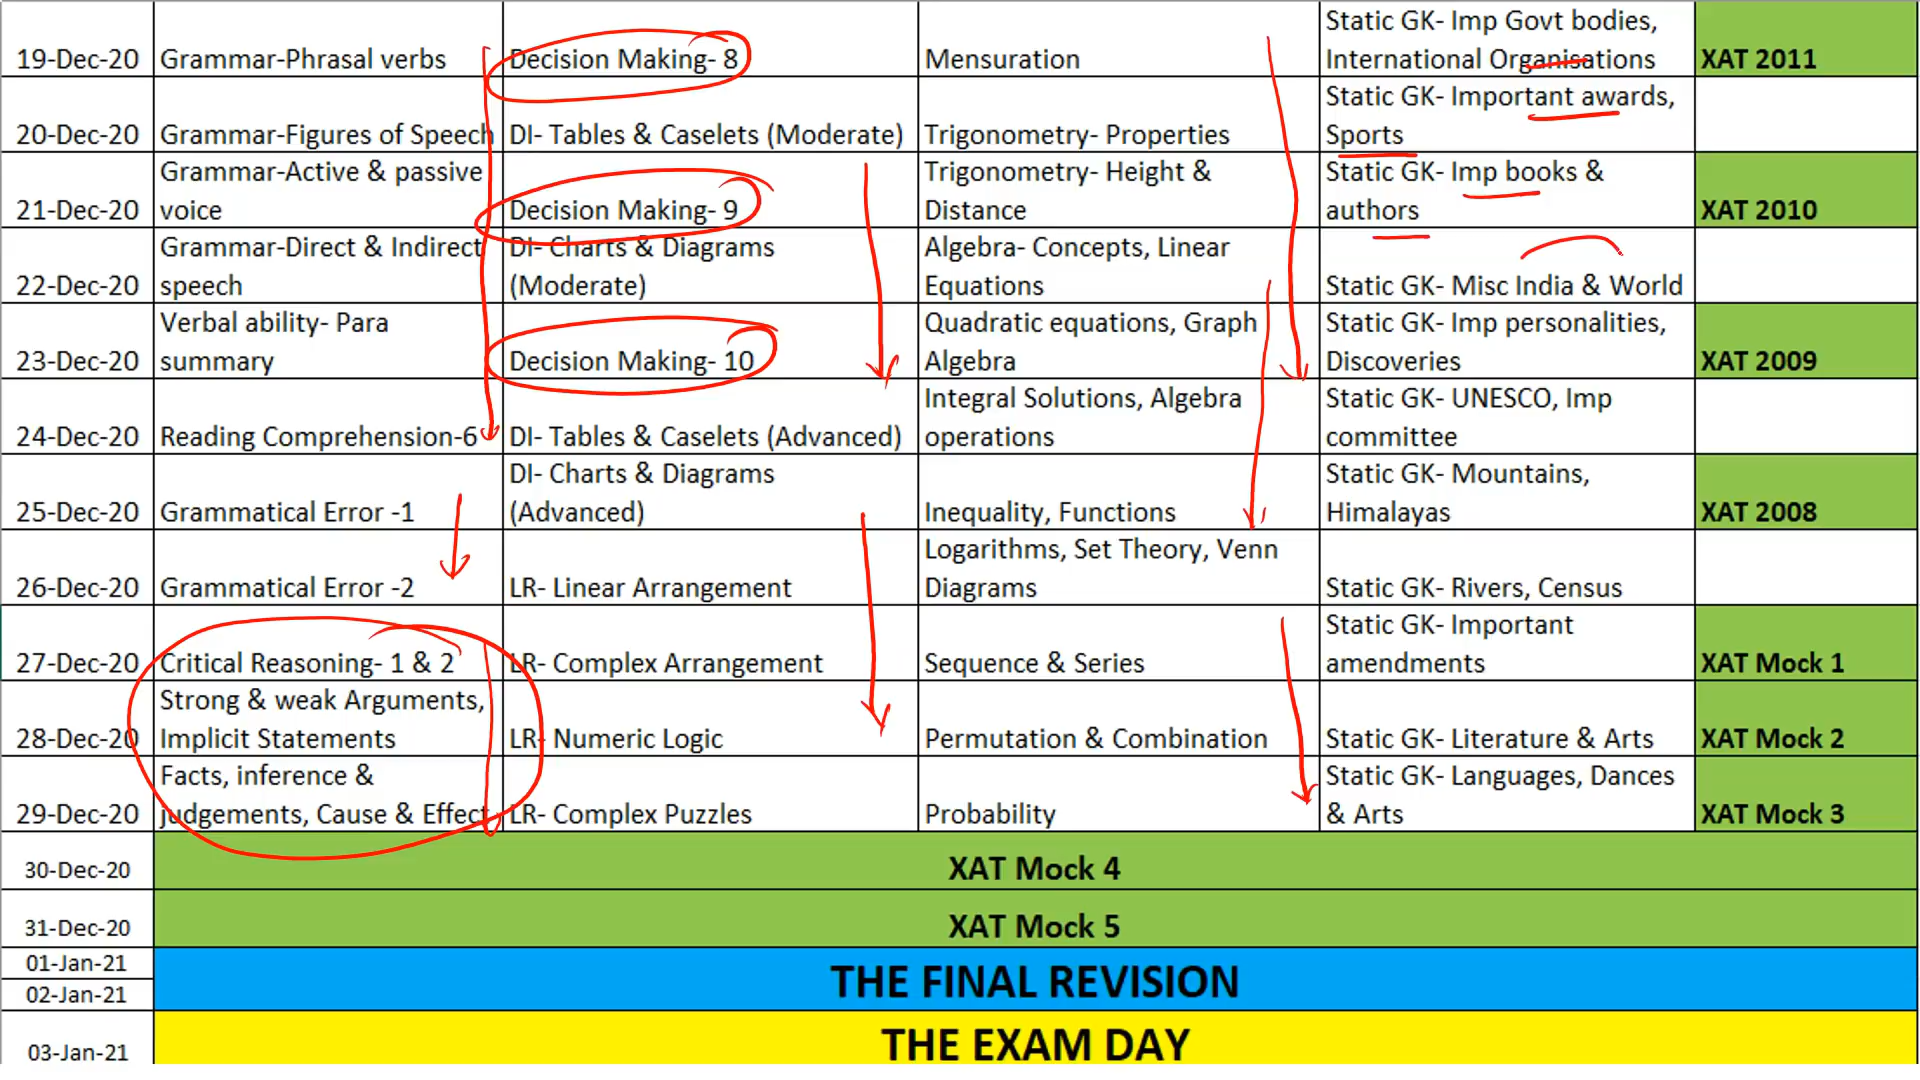 19-Dec-20
Grammar-Phrasal verbs
Decision Making- 8
Mensuration
Static GK- Imp Govt bodies,
International Organisations
XAT 2011
20-Dec-20
Grammar-Figures of Speech
DI- Tables & Caselets (Moderate)
Trigonometry- Properties
Static GK- Important awards,
Sports
21-Dec-20
Grammar-Active & passive
voice
Decision Making- 9
Trigonometry- Height &
Distance
Static GK- Imp books &
authors
XAT 2010
22-Dec-20
Grammar-Direct & Indirect
speech
DI- Charts & Diagrams
(Moderate)
Algebra- Concepts, Linear
Equations
Static GK- Misc India & World
23-Dec-20
Verbal ability- Para
summary
Decision Making- 10
Quadratic equations, Graph
Algebra
Static GK- Imp personalities,
Discoveries
XAT 2009
24-Dec-20
Reading Comprehension-6
DI- Tables & Caselets (Advanced)
Integral Solutions, Algebra
operations
Static GK- UNESCO, Imp
committee
25-Dec-20
Grammatical Error -1
DI- Charts & Diagrams
(Advanced)
Inequality, Functions
Static GK- Mountains,
Himalayas
XAT 2008
26-Dec-20
Grammatical Error -2
LR- Linear Arrangement
Logarithms, Set Theory, Venn
Diagrams
Static GK- Rivers, Census
27-Dec-20
Critical Reasoning- 1 & 2
LR- Complex Arrangement
Sequence & Series
Static GK- Important
amendments
XAT Mock 1
28-Dec-20
Strong & weak Arguments,
Implicit Statements
LR- Numeric Logic
Permutation & Combination
Static GK- Literature & Arts
XAT Mock 2
29-Dec-20
Facts, inference &
judgements, Cause & Effect
LR- Complex Puzzles
Probability
Static GK- Languages, Dances
& Arts
XAT Mock 3
30-Dec-20
XAT Mock 4
31-Dec-20
XAT Mock 5
01-Jan-21
02-Jan-21
THE FINAL REVISION
03-Jan-21
THE EXAM DAY